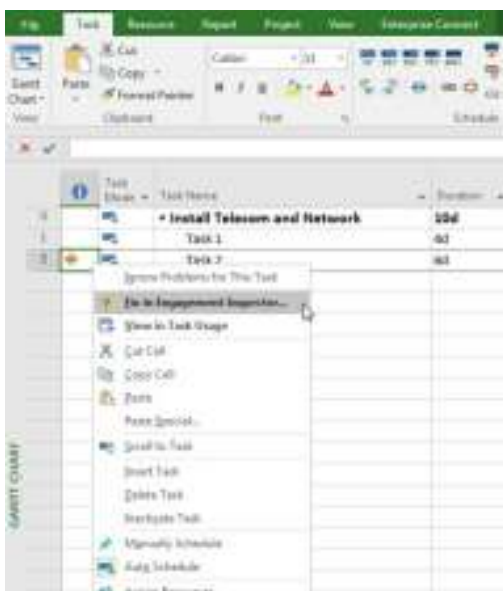 File Task Resource Report Project View Enterprise Connect
Cut
Copy
Format Painter
Gantt Chart
Paste
Calibri 11
B I U A
View
Clipboard
Font
Schedule
Task Mode Task Name Duration
0 Install Telecom and Network 10d
1 Task 1 4d
2 Task 2 6d
Ignore Problems for This Task
Fix in Engagement Inspector...
View in Task Usage
Cut Cell
Copy Cell
Paste
Paste Special...
Scroll to Task
Insert Task
Delete Task
Inactivate Task
Manually Schedule
Auto Schedule
Assign Resources
GANTT CHART